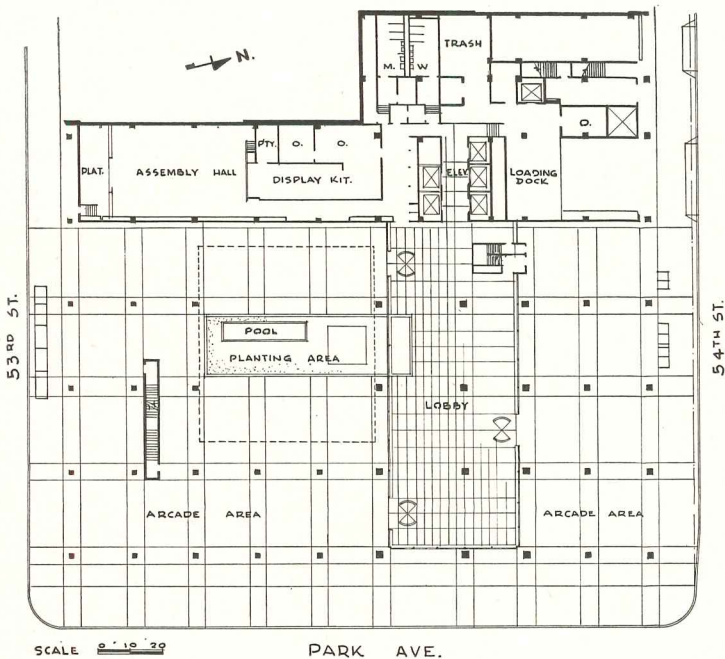 M. W
TRASH
N.
O.
PTY. O. O.
PLAT.
ASSEMBLY HALL
DISPLAY KIT.
ELEV.
LOADING DOCK
53RD ST.
54TH ST.
POOL
PLANTING AREA
LOBBY
ARCADE AREA
ARCADE AREA
SCALE 0 10 20
PARK AVE.